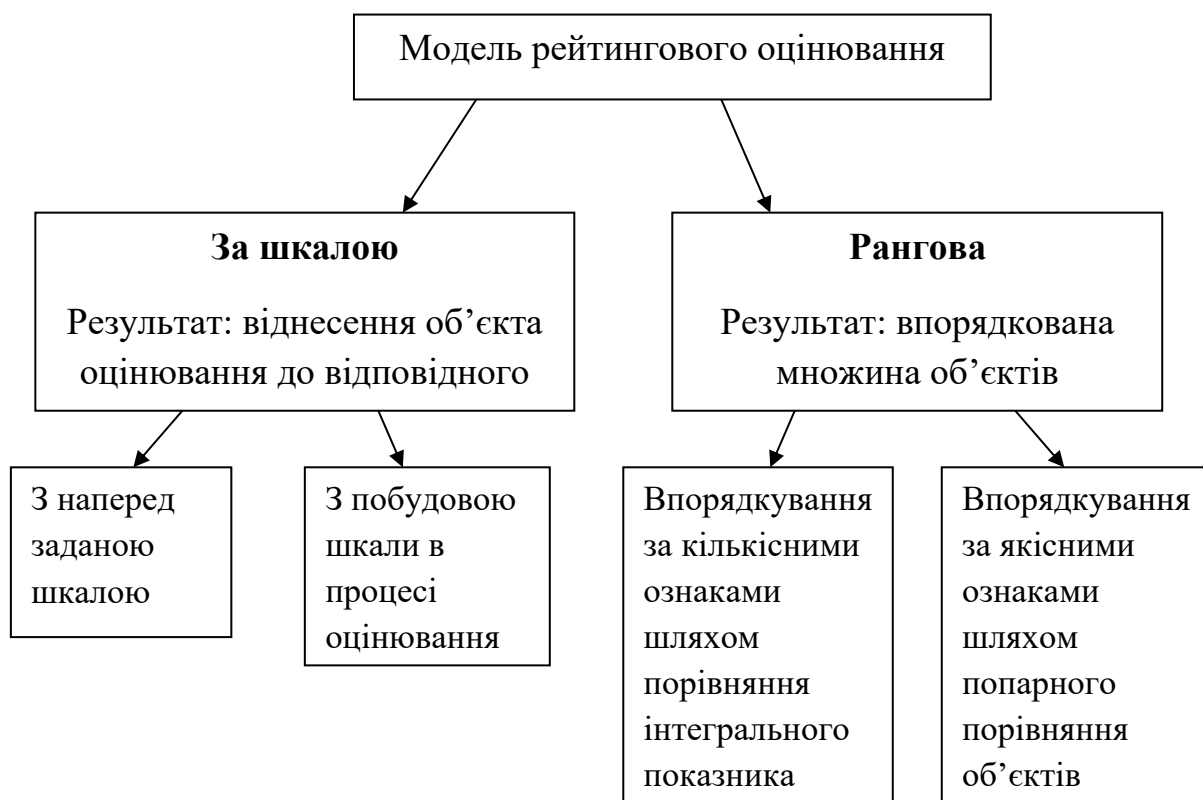 Модель рейтингового оцінювання
За шкалою
Результат: віднесення об’єкта
оцінювання до відповідного
Рангова
Результат: впорядкована
множина об’єктів
З наперед
заданою
шкалою
З побудовою
шкали в
процесі
оцінювання
Впорядкування
за кількісними
ознаками
шляхом
порівняння
інтегрального
показника
Впорядкування
за якісними
ознаками
шляхом
попарного
порівняння
об’єктів